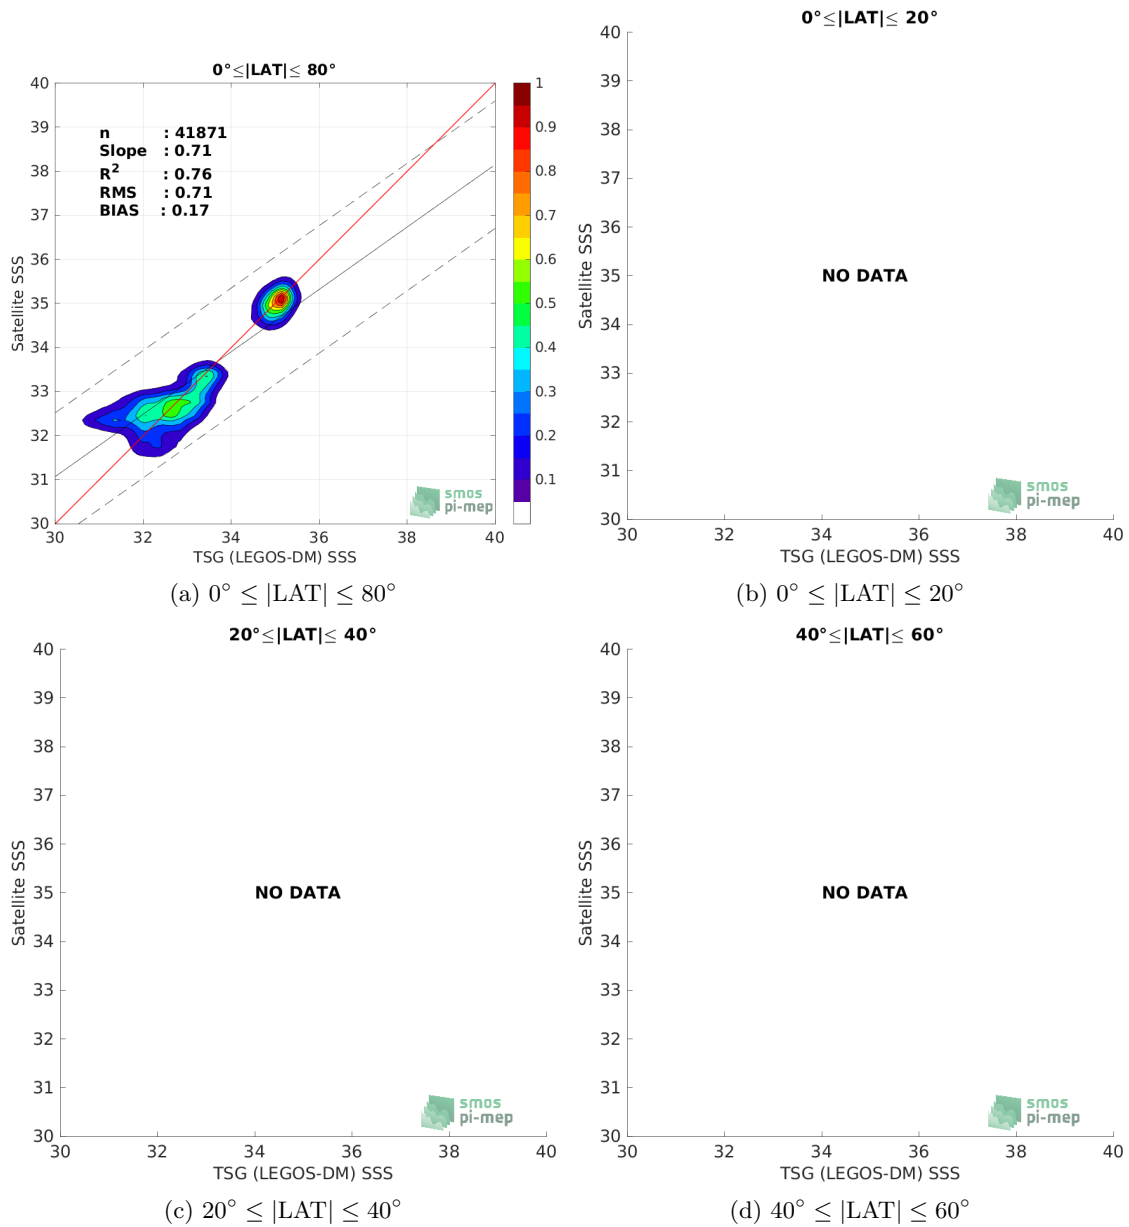 0°≤|LAT|≤ 80°
40
39
38
37
36
35
34
33
32
31
30
n : 41871
Slope : 0.71
R² : 0.76
RMS : 0.71
BIAS : 0.17
1
0.9
0.8
0.7
0.6
0.5
0.4
0.3
0.2
0.1
Satellite SSS
smos
pi-mep
30 32 34 36 38 40
TSG (LEGOS-DM) SSS
(a) 0° ≤ |LAT| ≤ 80°
0°≤|LAT|≤ 20°
40
39
38
37
36
35
34
33
32
31
30
Satellite SSS
NO DATA
smos
pi-mep
30 32 34 36 38 40
TSG (LEGOS-DM) SSS
(b) 0° ≤ |LAT| ≤ 20°
20°≤|LAT|≤ 40°
40
39
38
37
36
35
34
33
32
31
30
Satellite SSS
NO DATA
smos
pi-mep
30 32 34 36 38 40
TSG (LEGOS-DM) SSS
(c) 20° ≤ |LAT| ≤ 40°
40°≤|LAT|≤ 60°
40
39
38
37
36
35
34
33
32
31
30
Satellite SSS
NO DATA
smos
pi-mep
30 32 34 36 38 40
TSG (LEGOS-DM) SSS
(d) 40° ≤ |LAT| ≤ 60°